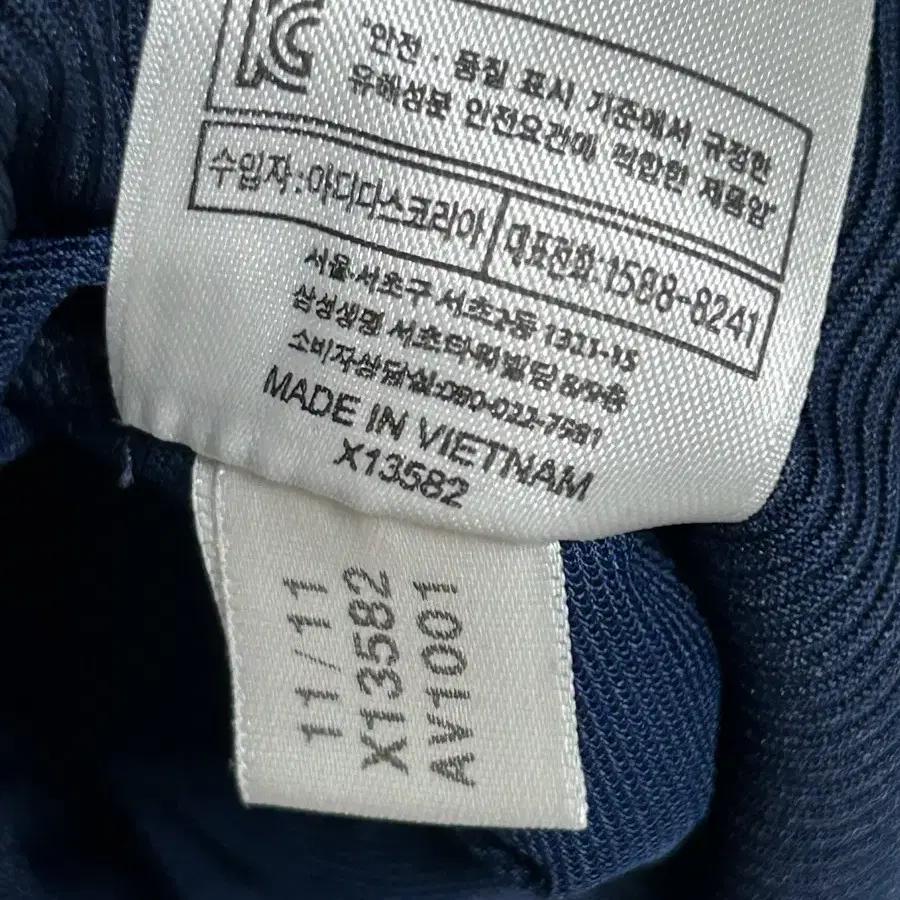 KC
"안전·품질 표시 기준에서 규정한
유해성분 안전요건에 적합한 제품임"
수입자:아디다스코리아 대표전화:1588-8241
서울.서초구 서초2동 1321-15
삼성생명 서초타워빌딩 8/9층
소비자상담실:080-022-7981
MADE IN VIETNAM
X13582
11/11
X13582
AV1001